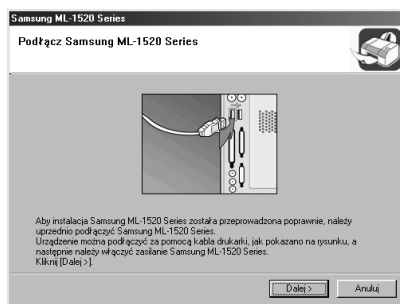 Samsung ML-1520 Series
Podłącz Samsung ML-1520 Series
Aby instalacja Samsung ML-1520 Series została przeprowadzona poprawnie, należy
uprzednio podłączyć Samsung ML-1520 Series.
Urządzenie można podłączyć za pomocą kabla drukarki, jak pokazano na rysunku, a
następnie należy włączyć zasilanie Samsung ML-1520 Series.
Kliknij [Dalej >].
Dalej >
Anuluj